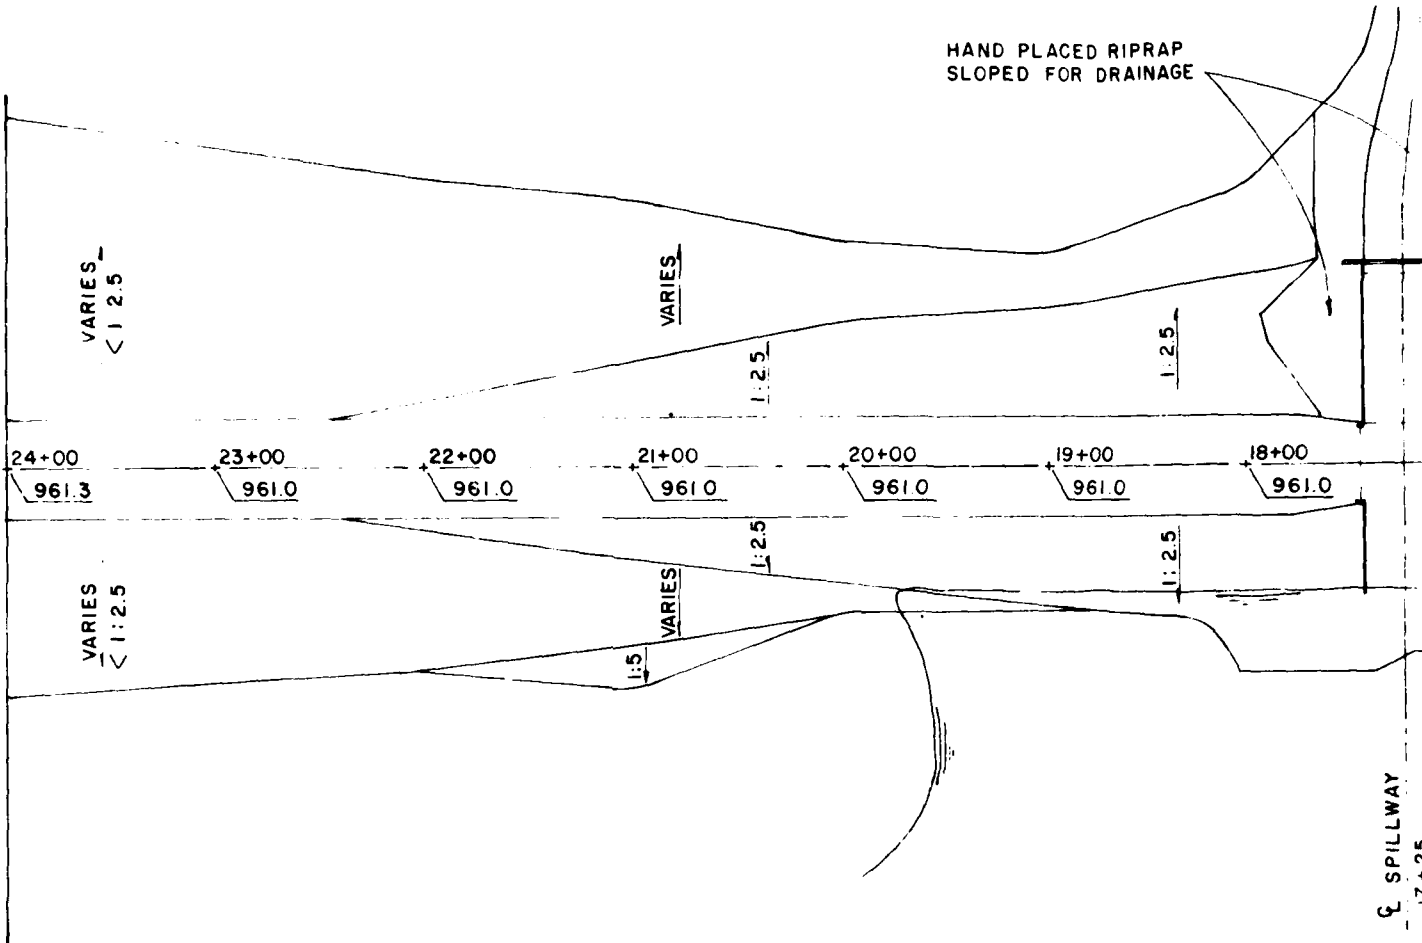 HAND PLACED RIPRAP
SLOPED FOR DRAINAGE
VARIES
< 1 2.5
VARIES
1:2.5
1:2.5
24+00
23+00
22+00
21+00
20+00
19+00
18+00
961.3
961.0
961.0
961 0
961.0
961.0
961.0
1:2.5
1: 2.5
VARIES
< 1:2.5
VARIES
1:5
℄ SPILLWAY
17+25